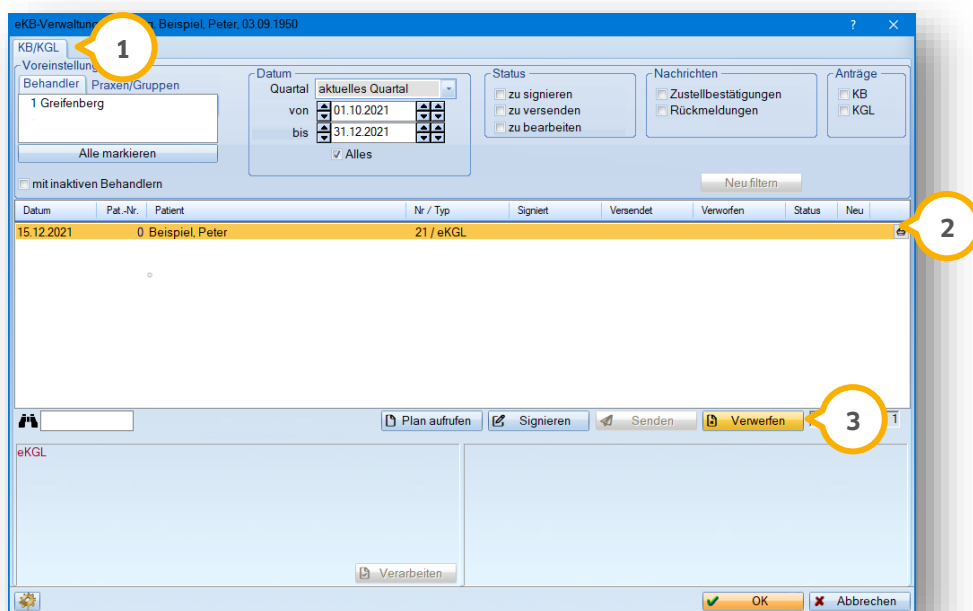 eKB-Verwaltung Beispiel, Peter, 03.09.1950 ? ×
KB/KGL
1
Voreinstellung
Behandler Praxen/Gruppen
1 Greifenberg
Alle markieren
mit inaktiven Behandlern
Datum
Quartal aktuelles Quartal
von 01.10.2021
bis 31.12.2021
Alles
Status
zu signieren
zu versenden
zu bearbeiten
Nachrichten
Zustellbestätigungen
Rückmeldungen
Anträge
KB
KGL
Neu filtern
Datum Pat.-Nr. Patient Nr / Typ Signiert Versendet Verworfen Status Neu
15.12.2021 0 Beispiel, Peter 21 / eKGL
2
Plan aufrufen Signieren Senden Verwerfen 1
3
eKGL
Verarbeiten
OK Abbrechen